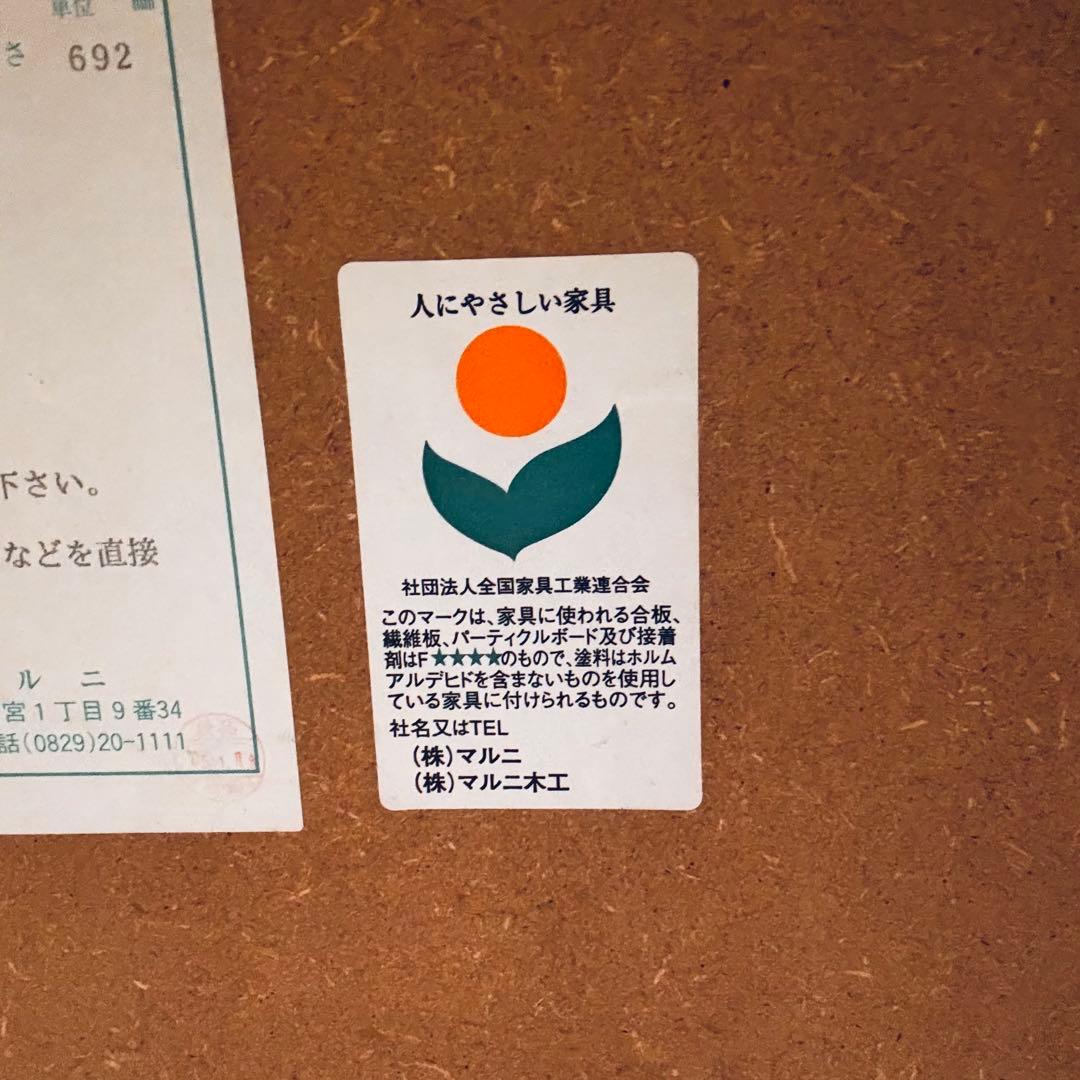 単位
さ 692
下さい。
などを直接
ルニ
宮1丁目9番34
話(0829)20-1111
人にやさしい家具
社団法人全国家具工業連合会
このマークは、家具に使われる合板、
繊維板、パーティクルボード及び接着
剤はF★★★★のもので、塗料はホルム
アルデヒドを含まないものを使用し
ている家具に付けられるものです。
社名又はTEL
(株)マルニ
(株)マルニ木工